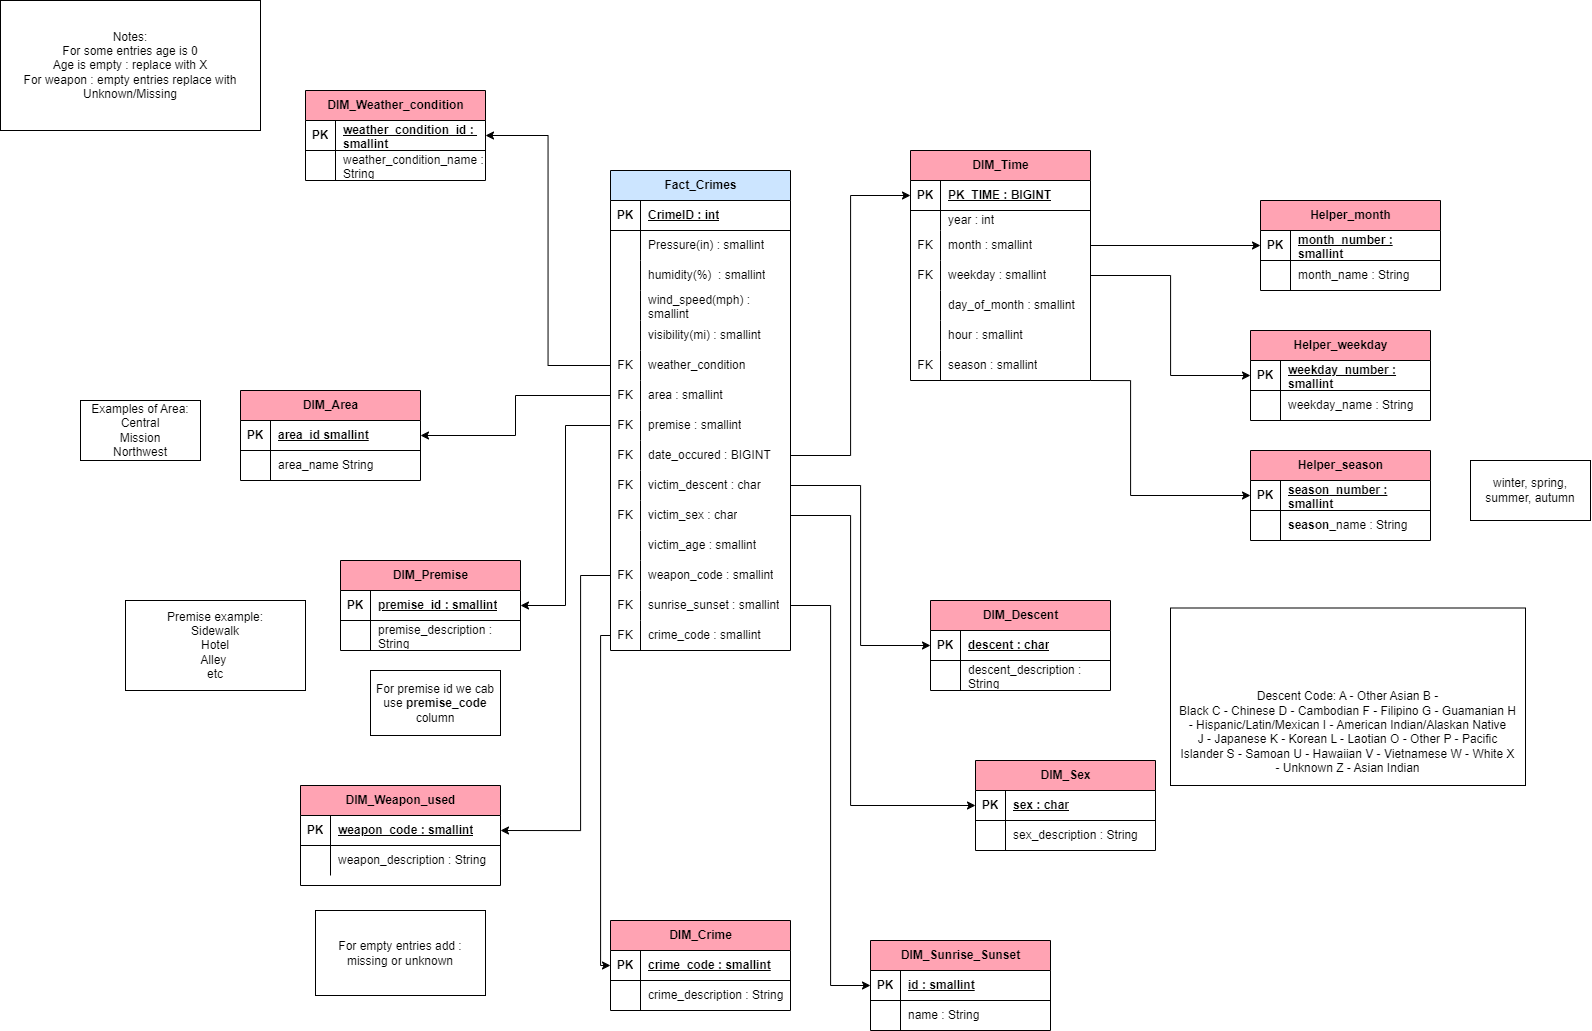 Notes:
For some entries age is 0
Age is empty : replace with X
For weapon : empty entries replace with
Unknown/Missing
DIM_Weather_condition
PK weather_condition_id :
smallint
weather_condition_name :
String
Fact_Crimes
PK CrimeID : int
Pressure(in) : smallint
humidity(%) : smallint
wind_speed(mph) :
smallint
visibility(mi) : smallint
FK weather_condition
FK area : smallint
FK premise : smallint
FK date_occured : BIGINT
FK victim_descent : char
FK victim_sex : char
victim_age : smallint
FK weapon_code : smallint
FK sunrise_sunset : smallint
FK crime_code : smallint
DIM_Time
PK PK_TIME : BIGINT
year : int
FK month : smallint
FK weekday : smallint
day_of_month : smallint
hour : smallint
FK season : smallint
Helper_month
PK month_number :
smallint
month_name : String
Helper_weekday
PK weekday_number :
smallint
weekday_name : String
Helper_season
PK season_number :
smallint
season_name : String
winter, spring,
summer, autumn
Examples of Area:
Central
Mission
Northwest
DIM_Area
PK area_id smallint
area_name String
DIM_Premise
PK premise_id : smallint
premise_description :
String
Premise example:
Sidewalk
Hotel
Alley
etc
For premise id we cab
use premise_code
column
DIM_Descent
PK descent : char
descent_description :
String
Descent Code: A - Other Asian B -
Black C - Chinese D - Cambodian F - Filipino G - Guamanian H
- Hispanic/Latin/Mexican I - American Indian/Alaskan Native
J - Japanese K - Korean L - Laotian O - Other P - Pacific
Islander S - Samoan U - Hawaiian V - Vietnamese W - White X
- Unknown Z - Asian Indian
DIM_Sex
PK sex : char
sex_description : String
DIM_Weapon_used
PK weapon_code : smallint
weapon_description : String
For empty entries add :
missing or unknown
DIM_Crime
PK crime_code : smallint
crime_description : String
DIM_Sunrise_Sunset
PK id : smallint
name : String